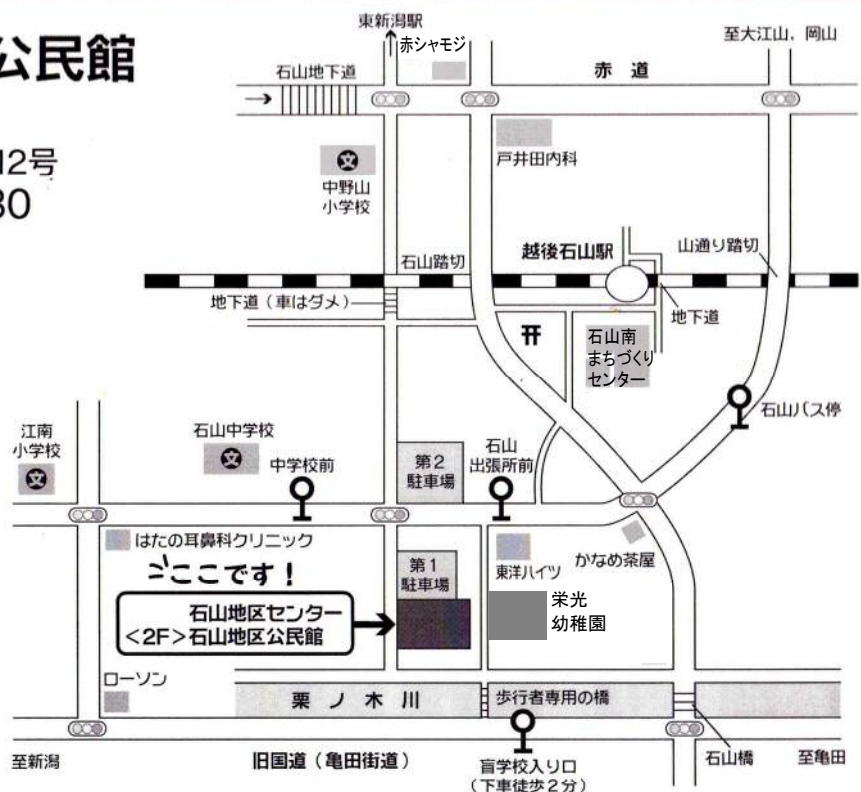 公民館
12号
30
東新潟駅
赤シャモジ
至大江山、岡山
石山地下道
赤 道
文
中野山
小学校
戸井田内科
石山踏切
越後石山駅
山通り踏切
地下道（車はダメ）
地下道
石山南
まちづくり
センター
石山バス停
江南
小学校
文
石山中学校
文
中学校前
第2
駐車場
石山
出張所前
はたの耳鼻科クリニック
ここです！
第1
駐車場
東洋ハイツ
かなめ茶屋
石山地区センター
<2F>石山地区公民館
栄光
幼稚園
ローソン
栗ノ木川
歩行者専用の橋
至新潟
旧国道（亀田街道）
盲学校入り口
（下車徒歩2分）
石山橋
至亀田